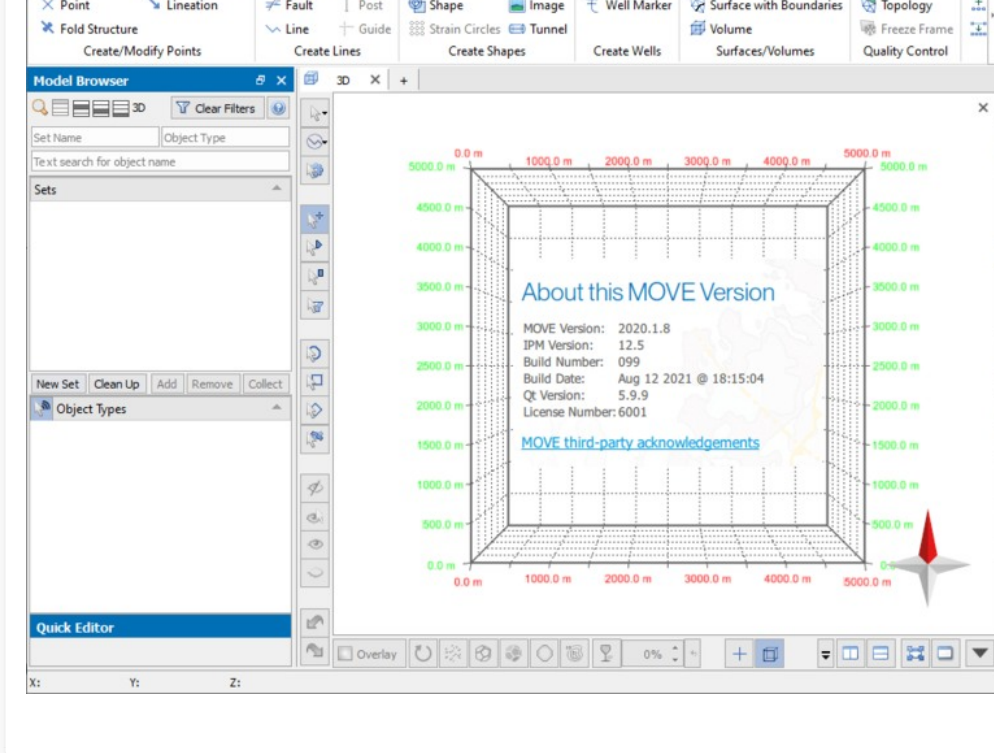 Point Lineation Fault Post Shape Image Well Marker Surface with Boundaries Topology
Fold Structure Line Guide Strain Circles Tunnel Volume Freeze Frame
Create/Modify Points Create Lines Create Shapes Create Wells Surfaces/Volumes Quality Control
Model Browser
3D
+
3D Clear Filters
Set Name Object Type
Text search for object name
Sets
New Set Clean Up Add Remove Collect
Object Types
Quick Editor
0.0 m 1000.0 m 2000.0 m 3000.0 m 4000.0 m 5000.0 m
5000.0 m 5000.0 m
4500.0 m 4500.0 m
4000.0 m 4000.0 m
3500.0 m 3500.0 m
3000.0 m 3000.0 m
2500.0 m 2500.0 m
2000.0 m 2000.0 m
1500.0 m 1500.0 m
1000.0 m 1000.0 m
500.0 m 500.0 m
0.0 m
0.0 m 1000.0 m 2000.0 m 3000.0 m 4000.0 m 5000.0 m
About this MOVE Version
MOVE Version: 2020.1.8
IPM Version: 12.5
Build Number: 099
Build Date: Aug 12 2021 @ 18:15:04
Qt Version: 5.9.9
License Number: 6001
MOVE third-party acknowledgements
Overlay 0%
X: Y: Z: